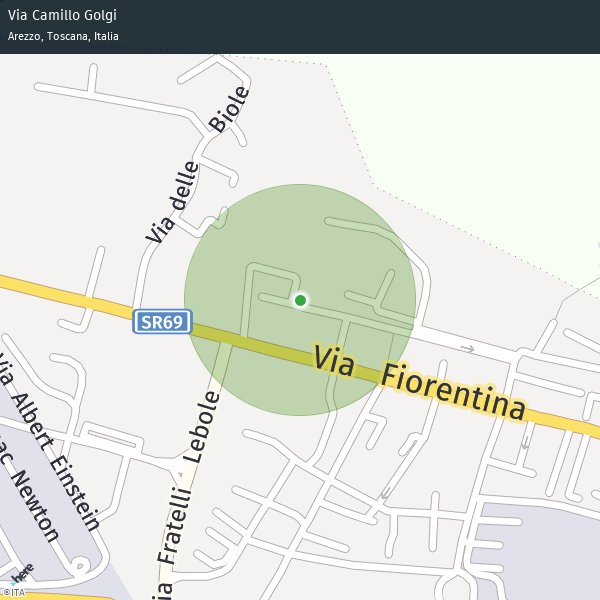 Via Camillo Golgi
Arezzo, Toscana, Italia
Via delle Biole
SR69
Via Fiorentina
Via Albert Einstein
Newton
Via Fratelli Lebole
here
©ITA